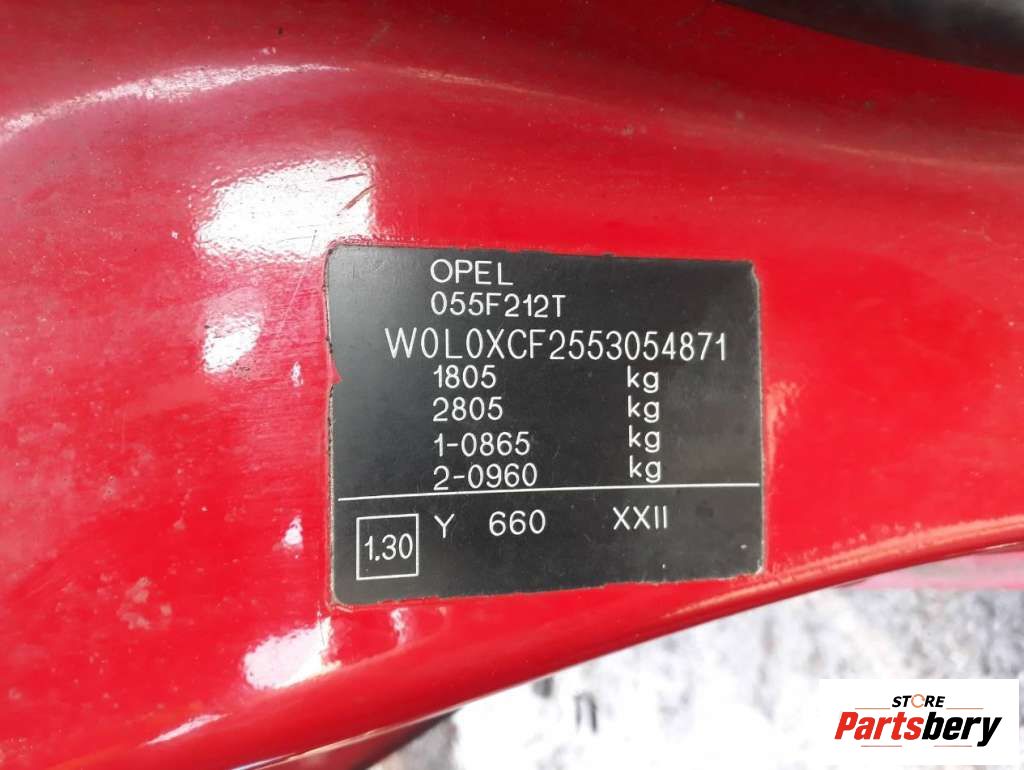 OPEL
055F212T
W0L0XCF2553054871
1805 kg
2805 kg
1-0865 kg
2-0960 kg
1.30 Y 660 XXII
STORE
Partsbery